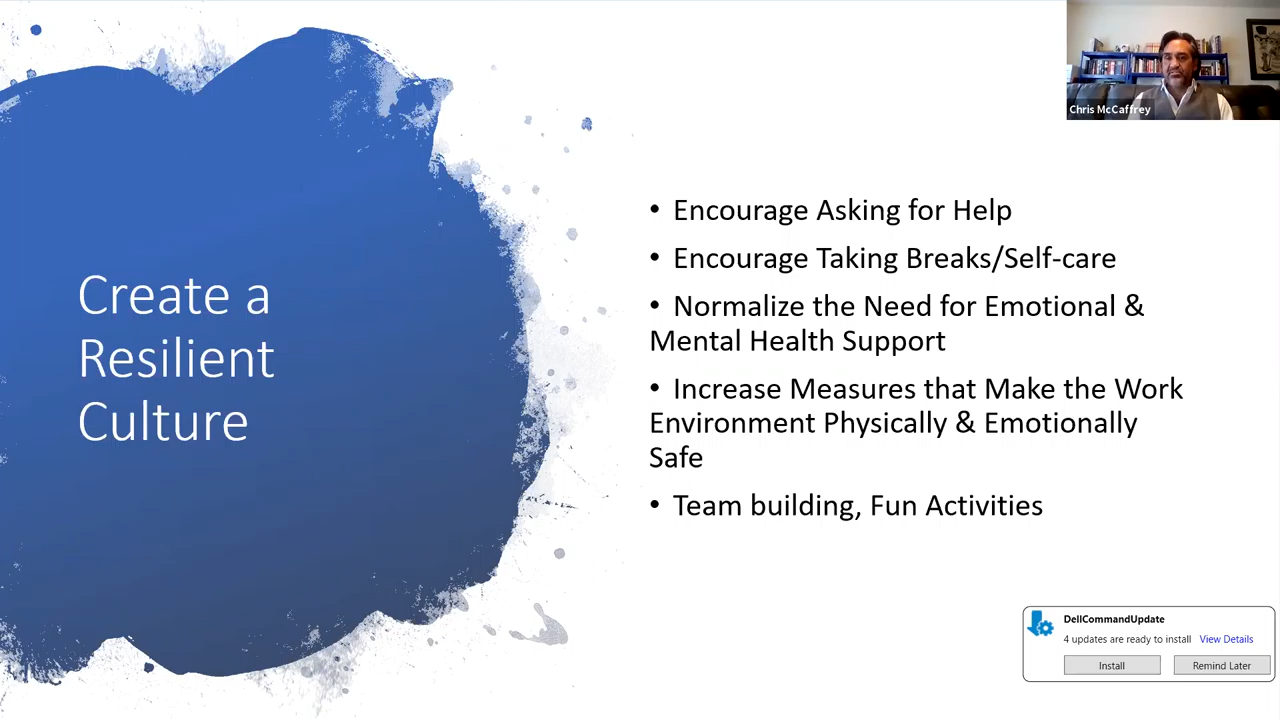 Chris McCaffrey
Create a
Resilient
Culture
• Encourage Asking for Help
• Encourage Taking Breaks/Self-care
• Normalize the Need for Emotional &
Mental Health Support
• Increase Measures that Make the Work
Environment Physically & Emotionally
Safe
• Team building, Fun Activities
DellCommandUpdate
4 updates are ready to install View Details
Install Remind Later